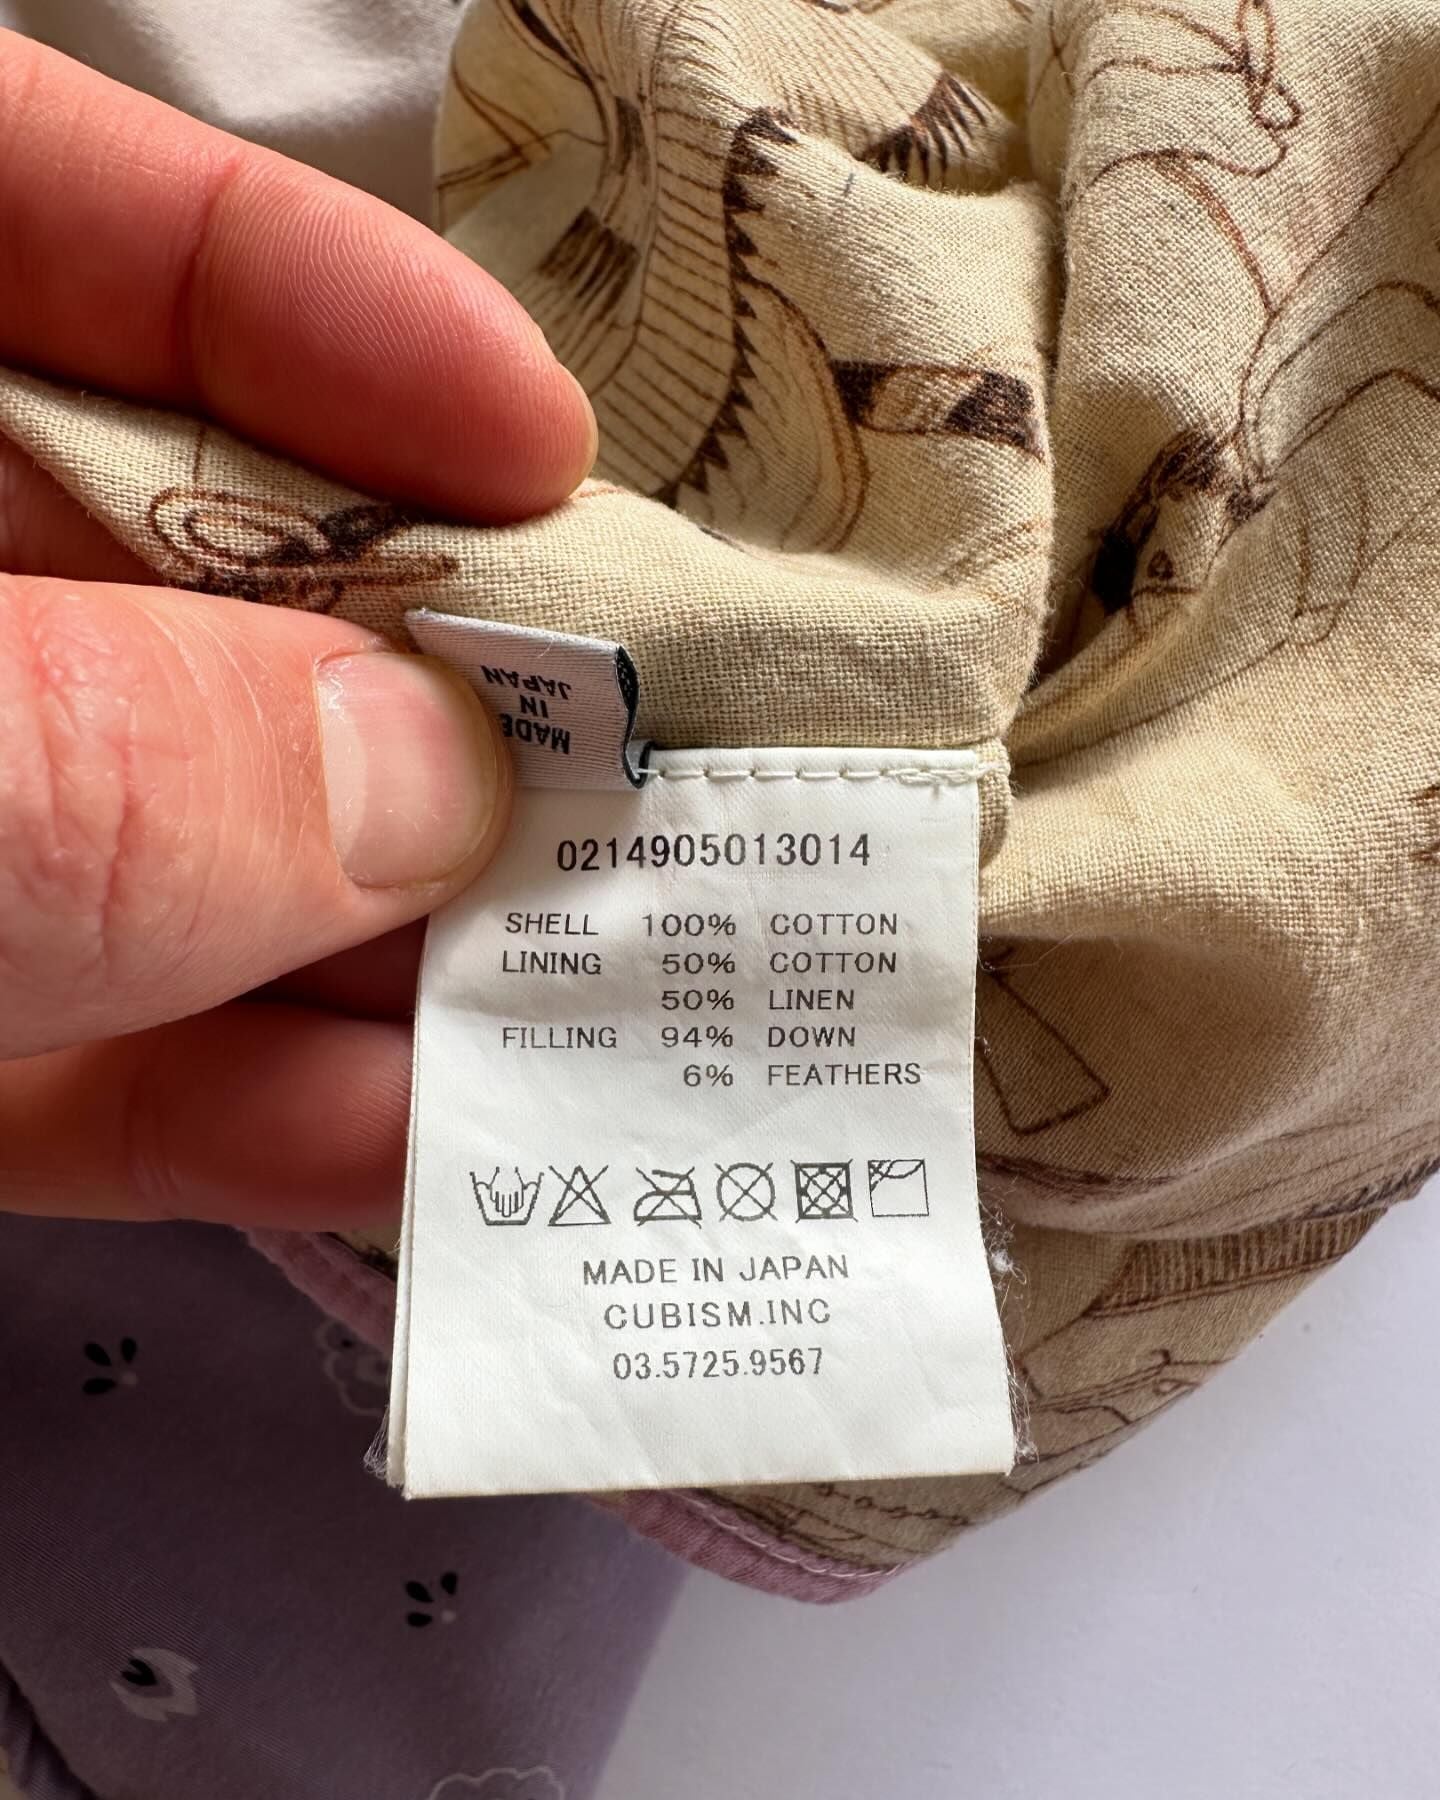 MADE
IN
JAPAN
0214905013014
SHELL 100% COTTON
LINING 50% COTTON
50% LINEN
FILLING 94% DOWN
6% FEATHERS
MADE IN JAPAN
CUBISM.INC
03.5725.9567